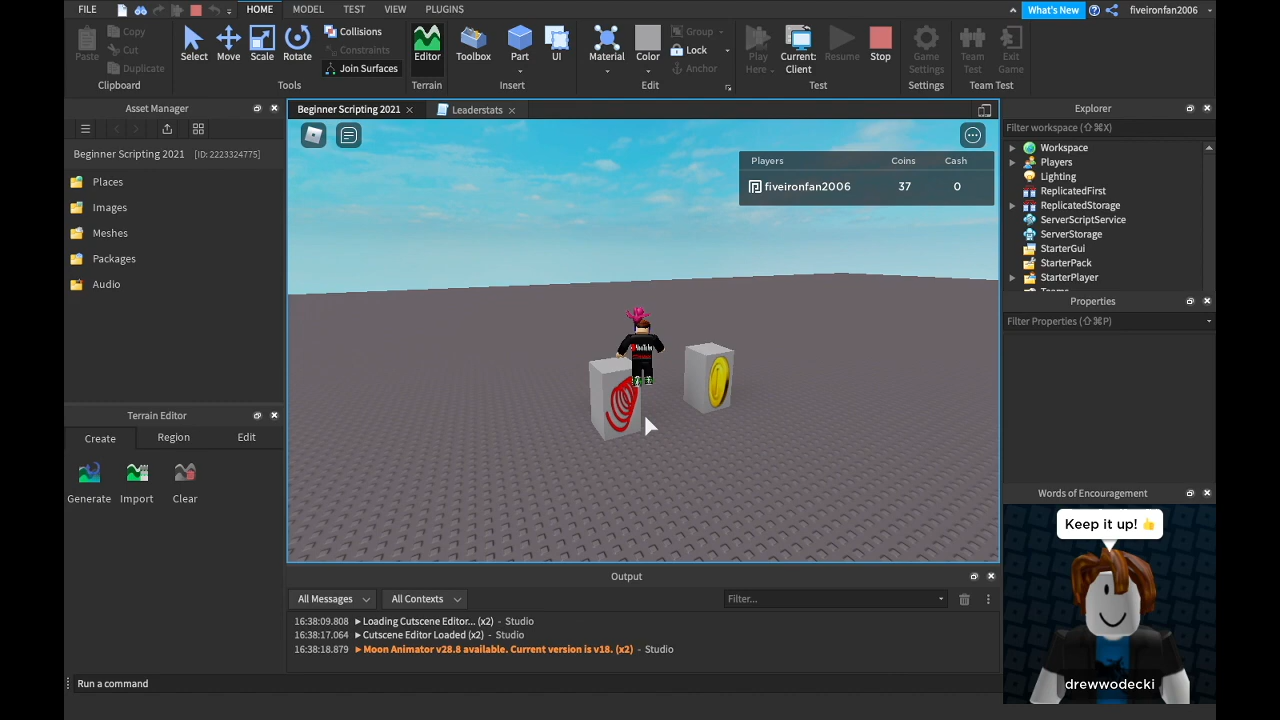 FILE HOME MODEL TEST VIEW PLUGINS What's New fiveironfan2006
Paste Copy Cut Duplicate Select Move Scale Rotate Collisions Constraints Join Surfaces Editor Toolbox Part UI Material Color Group Lock Anchor Play Here Current: Client Resume Stop Game Settings Team Test Exit Game
Clipboard Tools Terrain Insert Edit Test Settings Team Test
Asset Manager
Beginner Scripting 2021 [ID: 2223324775]
Places
Images
Meshes
Packages
Audio
Terrain Editor
Create Region Edit
Generate Import Clear
Beginner Scripting 2021 Leaderstats
Players Coins Cash
fiveironfan2006 37 0
YouTube
Output
All Messages All Contexts Filter...
16:38:09.808 Loading Cutscene Editor... (x2) - Studio
16:38:17.064 Cutscene Editor Loaded (x2) - Studio
16:38:18.879 Moon Animator v28.8 available. Current version is v18. (x2) - Studio
Run a command
Explorer
Filter workspace (⇧⌘X)
Workspace
Players
Lighting
ReplicatedFirst
ReplicatedStorage
ServerScriptService
ServerStorage
StarterGui
StarterPack
StarterPlayer
Properties
Filter Properties (⇧⌘P)
Words of Encouragement
Keep it up! 👍
drewwodecki